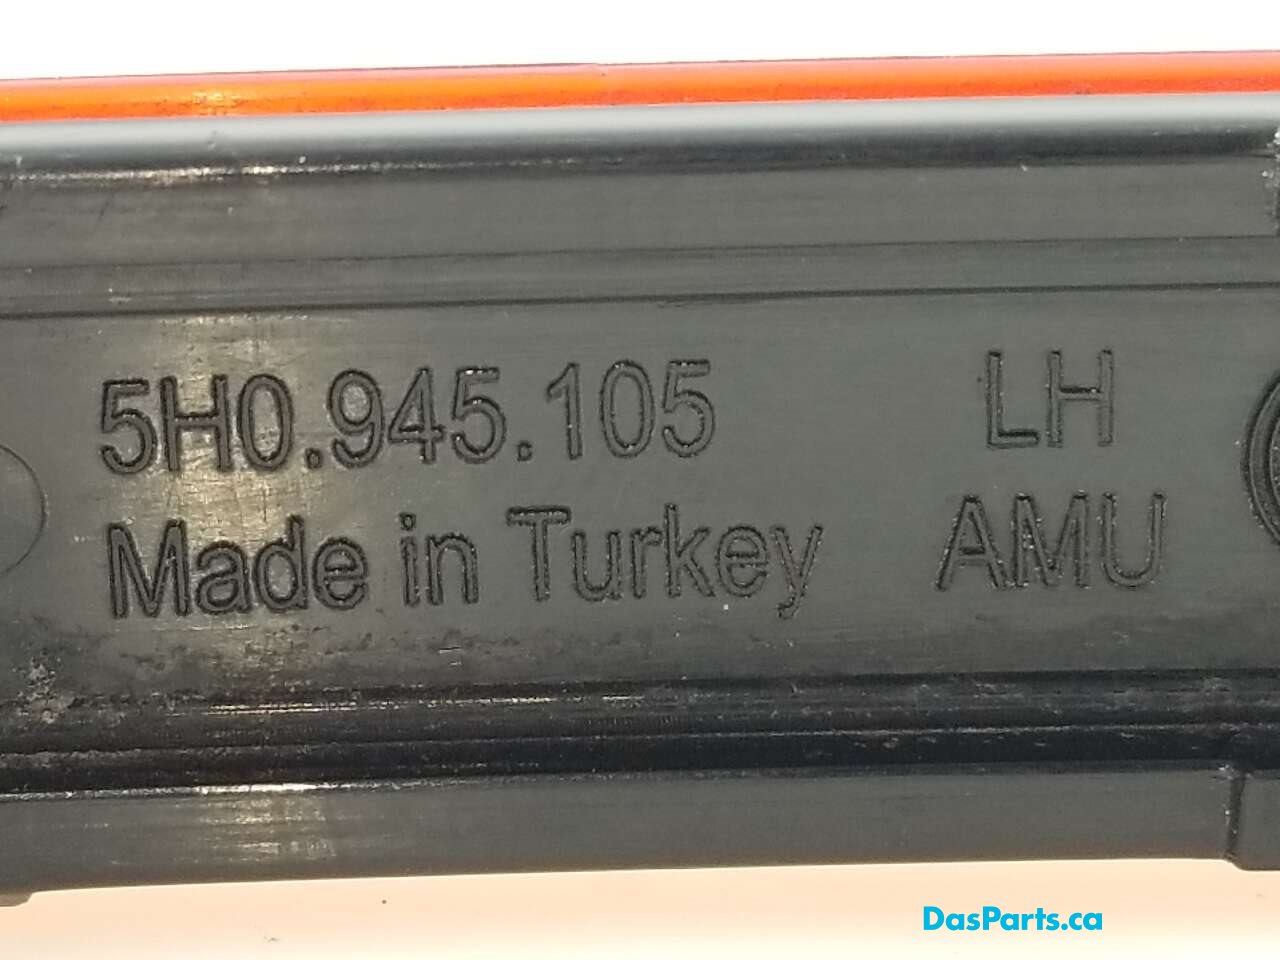 5H0.945.105 LH
Made in Turkey AMU
DasParts.ca